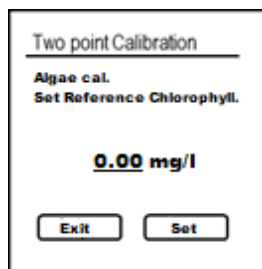 Two point Calibration
Algae cal.
Set Reference Chlorophyll.
0.00 mg/l
Exit Set